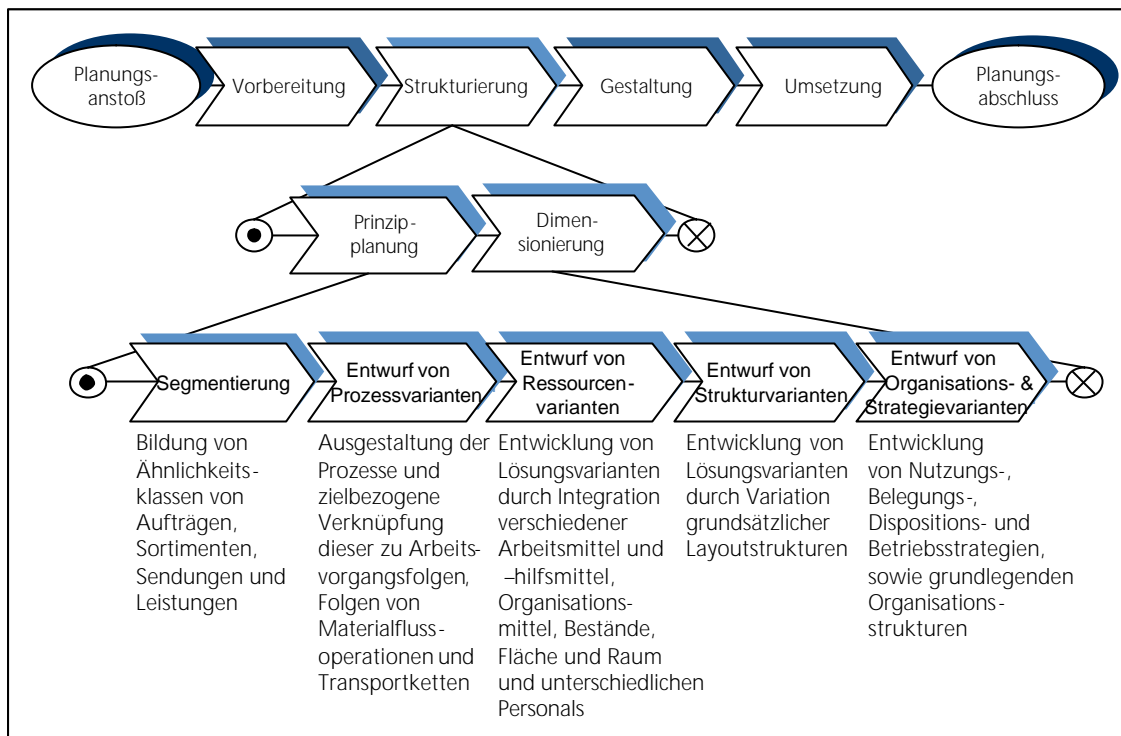 Planungs-
anstoß
Vorbereitung
Strukturierung
Gestaltung
Umsetzung
Planungs-
abschluss
Prinzip-
planung
Dimen-
sionierung
Segmentierung
Entwurf von
Prozessvarianten
Entwurf von
Ressourcen-
varianten
Entwurf von
Strukturvarianten
Entwurf von
Organisations- &
Strategievarianten
Bildung von
Ähnlichkeits-
klassen von
Aufträgen,
Sortimenten,
Sendungen und
Leistungen
Ausgestaltung der
Prozesse und
zielbezogene
Verknüpfung
dieser zu Arbeits-
vorgangsfolgen,
Folgen von
Materialfluss-
operationen und
Transportketten
Entwicklung von
Lösungsvarianten
durch Integration
verschiedener
Arbeitsmittel und
–hilfsmittel,
Organisations-
mittel, Bestände,
Fläche und Raum
und unterschiedlichen
Personals
Entwicklung von
Lösungsvarianten
durch Variation
grundsätzlicher
Layoutstrukturen
Entwicklung
von Nutzungs-,
Belegungs-,
Dispositions- und
Betriebsstrategien,
sowie grundlegenden
Organisations-
strukturen